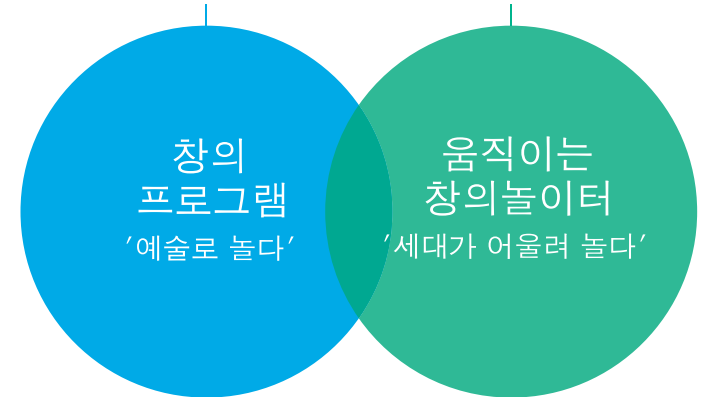 창의
프로그램
'예술로 놀다'
움직이는
창의놀이터
'세대가 어울려 놀다'